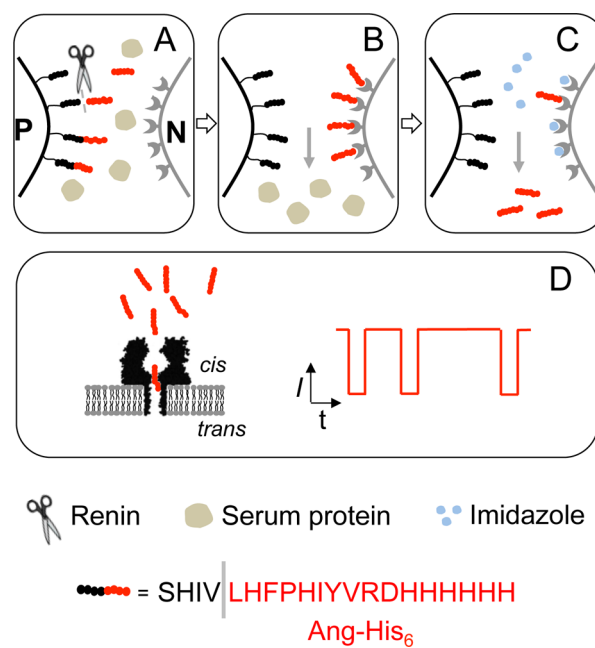 A
B
C
P
N
D
cis
trans
I
t
Renin
Serum protein
Imidazole
= SHIV|LHFPHIYVRDHHHHHH
Ang-His₆